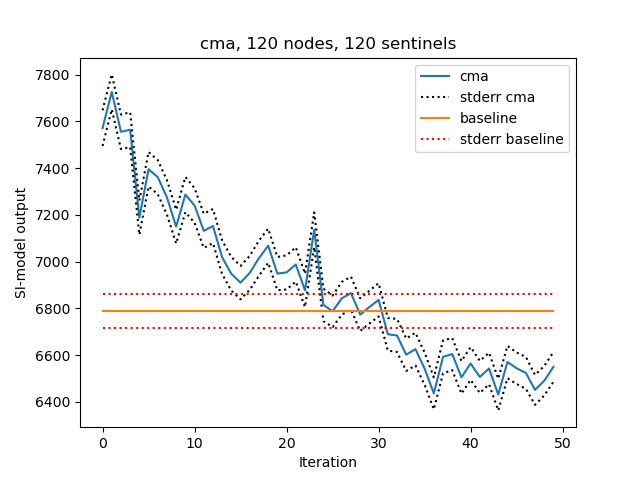 cma, 120 nodes, 120 sentinels
cma
stderr cma
baseline
stderr baseline
SI-model output
7800
7600
7400
7200
7000
6800
6600
6400
0 10 20 30 40 50
Iteration